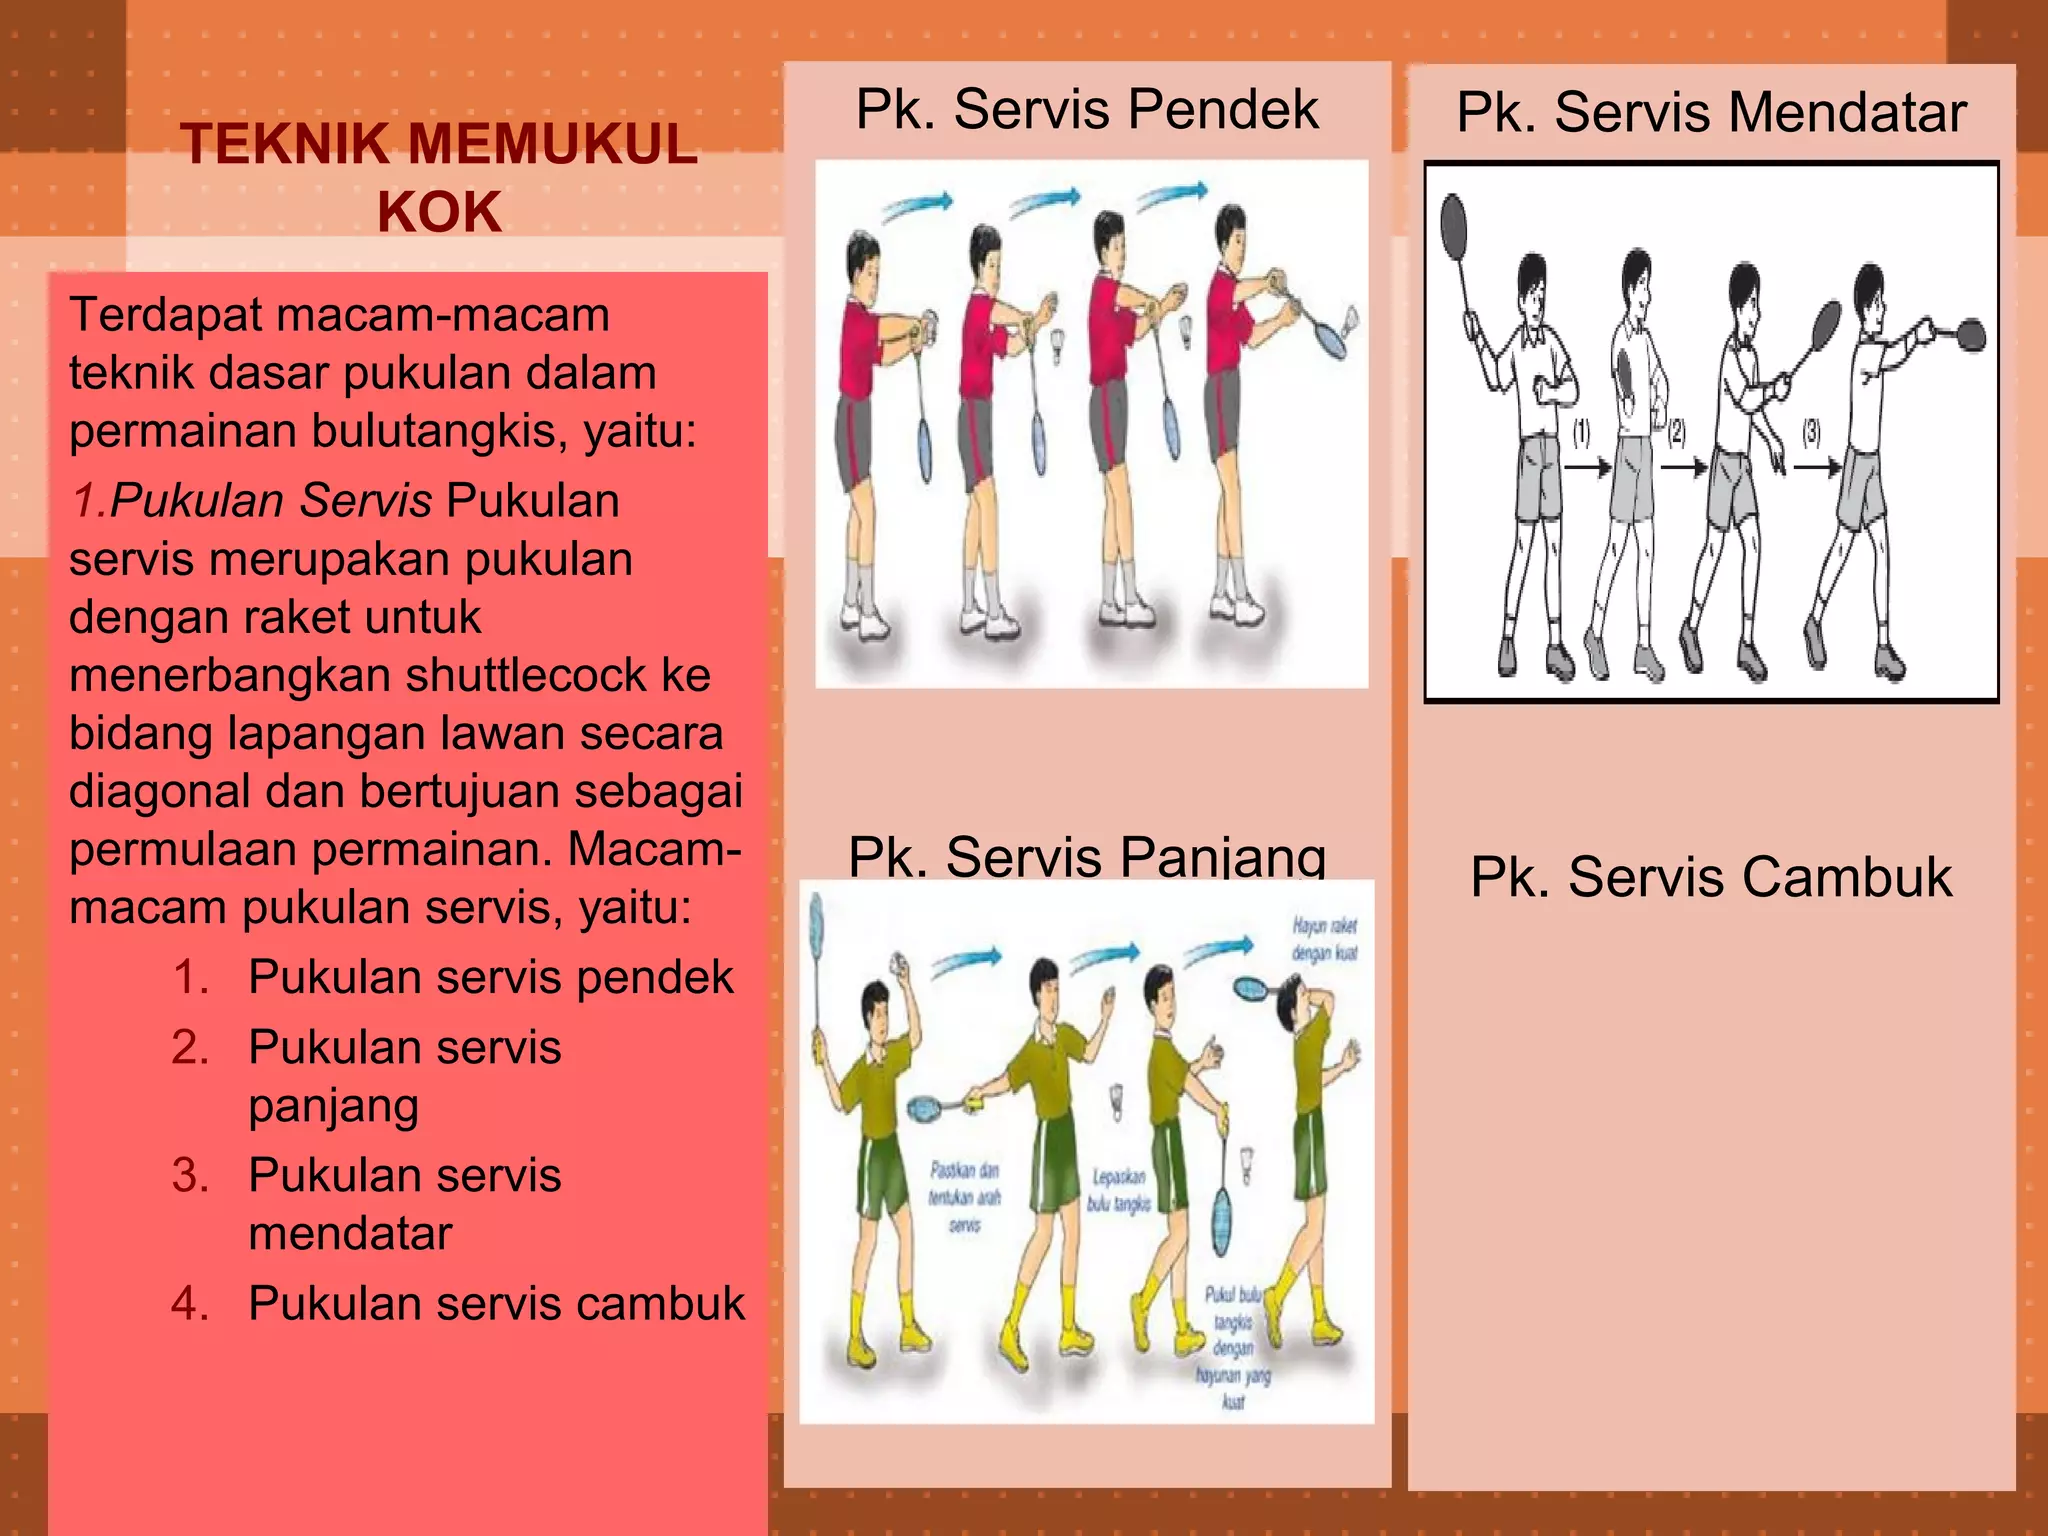 TEKNIK MEMUKUL
KOK
Terdapat macam-macam
teknik dasar pukulan dalam
permainan bulutangkis, yaitu:
1.Pukulan Servis Pukulan
servis merupakan pukulan
dengan raket untuk
menerbangkan shuttlecock ke
bidang lapangan lawan secara
diagonal dan bertujuan sebagai
permulaan permainan. Macam-
macam pukulan servis, yaitu:
1. Pukulan servis pendek
2. Pukulan servis
panjang
3. Pukulan servis
mendatar
4. Pukulan servis cambuk
Pk. Servis Pendek
Pk. Servis Panjang
Hayun raket
dengan kuat
Pastikan dan
tentukan arah
servis
Lepaskan
bulu tangkis
Pukul bulu
tangkis
dengan
hayunan yang
kuat
Pk. Servis Mendatar
(1)
(2)
(3)
Pk. Servis Cambuk